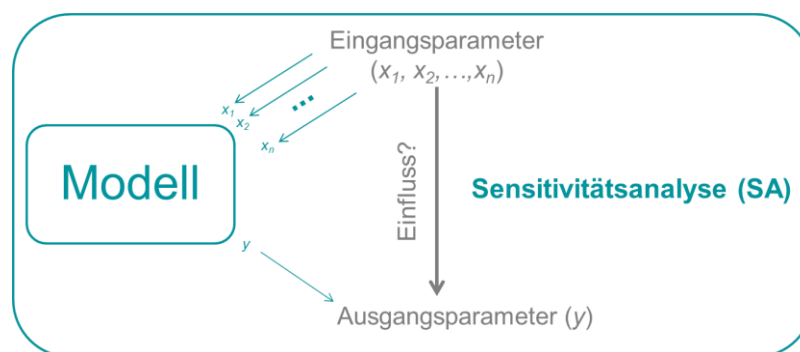 Eingangsparameter
(x₁, x₂,…,xₙ)
...
x₁
x₂
xₙ
Modell
Einfluss?
Sensitivitätsanalyse (SA)
y
Ausgangsparameter (y)